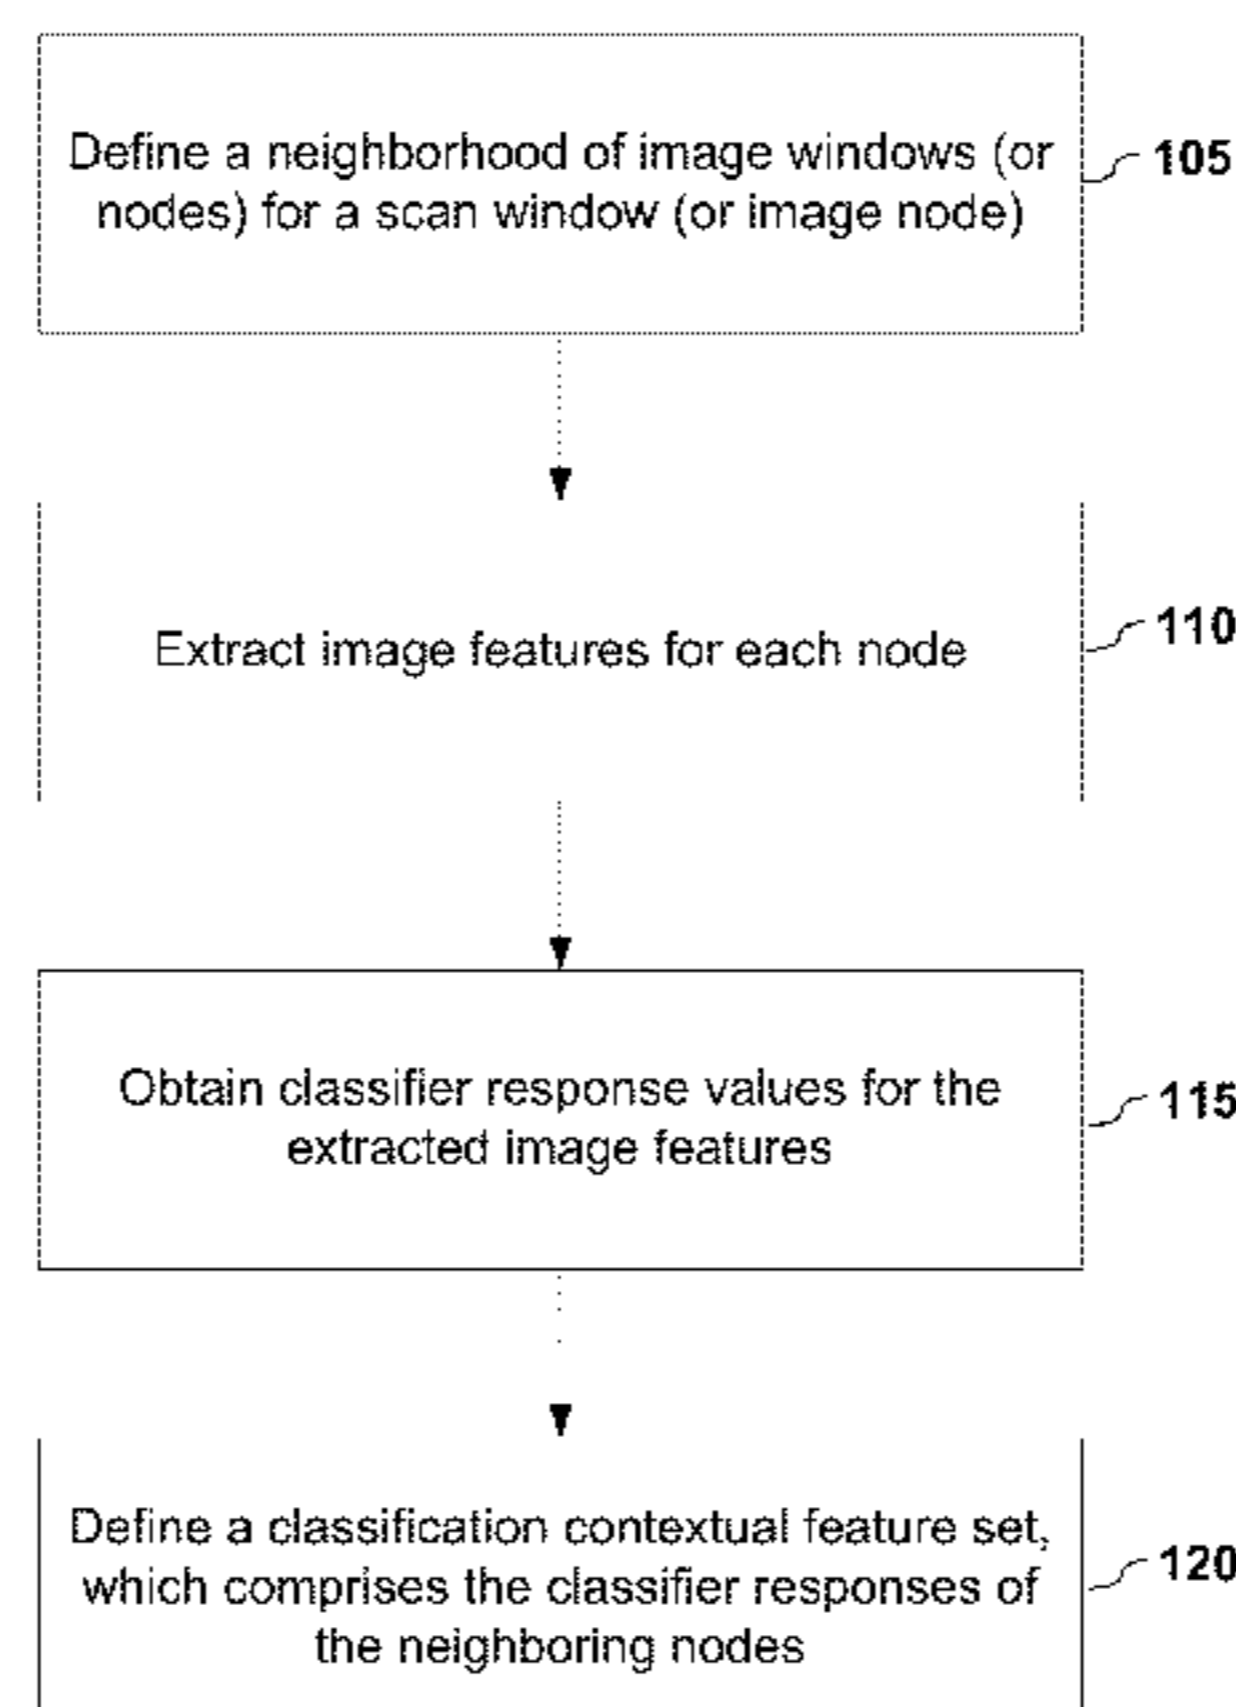 Define a neighborhood of image windows (or
nodes) for a scan window (or image node)
105
Extract image features for each node
110
Obtain classifier response values for the
extracted image features
115
Define a classification contextual feature set,
which comprises the classifier responses of
the neighboring nodes
120